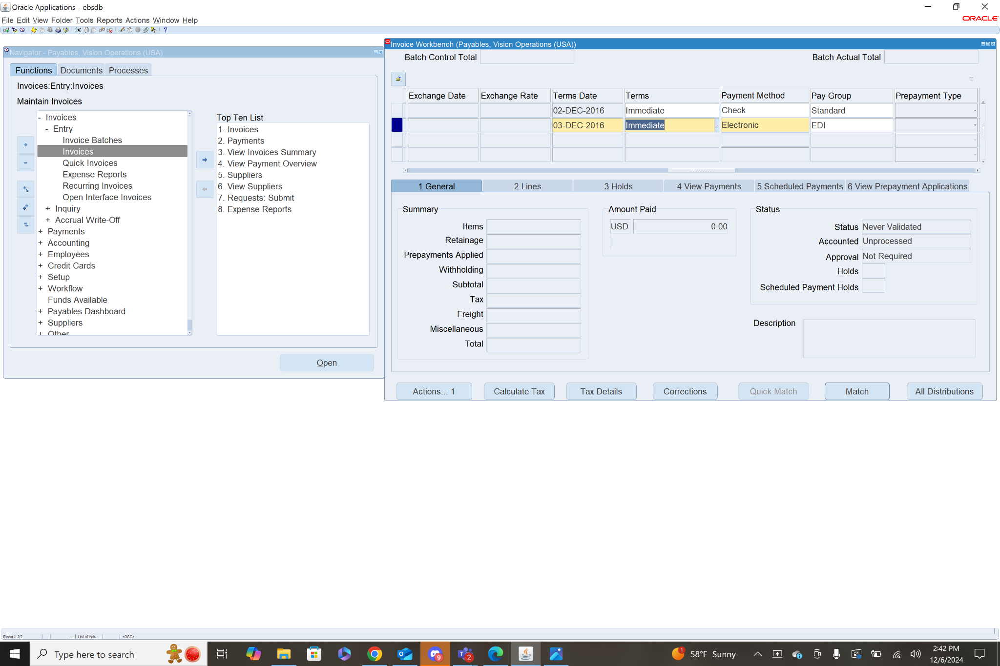 Oracle Applications - ebsdb
File Edit View Folder Tools Reports Actions Window Help
ORACLE
Navigator - Payables, Vision Operations (USA)
Functions Documents Processes
Invoices:Entry:Invoices
Maintain Invoices
- Invoices
- Entry
Invoice Batches
Invoices
Quick Invoices
Expense Reports
Recurring Invoices
Open Interface Invoices
+ Inquiry
+ Accrual Write-Off
+ Payments
+ Accounting
+ Employees
+ Credit Cards
+ Setup
+ Workflow
Funds Available
+ Payables Dashboard
+ Suppliers
+ Other
Top Ten List
1. Invoices
2. Payments
3. View Invoices Summary
4. View Payment Overview
5. Suppliers
6. View Suppliers
7. Requests: Submit
8. Expense Reports
Open
Invoice Workbench (Payables, Vision Operations (USA))
Batch Control Total
Batch Actual Total
Exchange Date Exchange Rate Terms Date Terms Payment Method Pay Group Prepayment Type
02-DEC-2016 Immediate Check Standard
03-DEC-2016 Immediate ... Electronic EDI
1 General 2 Lines 3 Holds 4 View Payments 5 Scheduled Payments 6 View Prepayment Applications
Summary
Items
Retainage
Prepayments Applied
Withholding
Subtotal
Tax
Freight
Miscellaneous
Total
Amount Paid
USD 0.00
Status
Status Never Validated
Accounted Unprocessed
Approval Not Required
Holds
Scheduled Payment Holds
Description
Actions... 1 Calculate Tax Tax Details Corrections Quick Match Match All Distributions
Record: 2/2 ... List of Valu... <OSC>
Type here to search
9
2
1
58°F Sunny
2:42 PM
12/6/2024